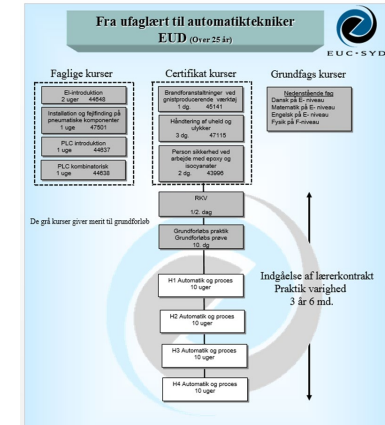 Fra ufaglært til automatiktekniker
EUD (Over 25 år)
EUC·SYD
Faglige kurser
Certifikat kurser
Grundfags kurser
El-introduktion
2 uger 44648
Installation og fejlfinding på
pneumatiske komponenter
1 uge 47501
PLC introduktion
1 uge 44637
PLC kombinatorisk
1 uge 44638
Brandforanstaltninger ved
gnistproducerende værktøj
1 dg. 45141
Håndtering af uheld og
ulykker
3 dg. 47115
Person sikkerhed ved
arbejde med epoxy og
isocyanater
2 dg. 43996
Nedenstående fag
Dansk på E- niveau
Matematik på E- niveau
Engelsk på E- niveau
Fysik på F-niveau
RKV
1/2. dag
De grå kurser giver merit til grundforløb
Grundforløbs praktik
Grundforløbs prøve
10. dg
H1 Automatik og proces
10 uger
H2 Automatik og proces
10 uger
H3 Automatik og proces
10 uger
H4 Automatik og proces
10 uger
Indgåelse af lærerkontrakt
Praktik varighed
3 år 6 md.